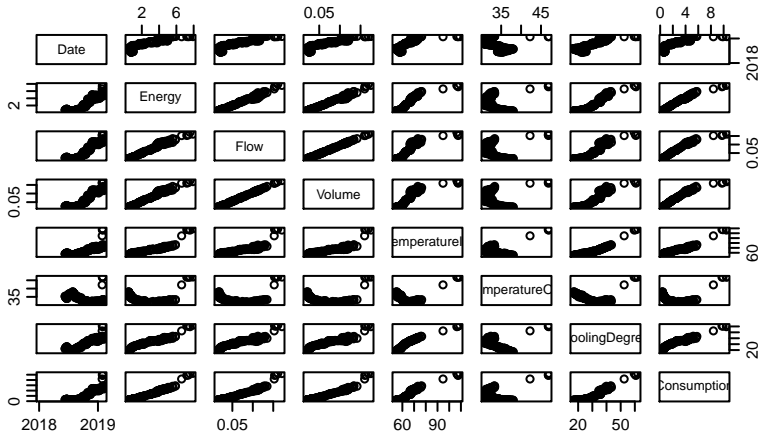 2 6
0.05
35 45
0 4 8
Date
2018
2
Energy
Flow
0.05
0.05
Volume
emperatureI
60
35
mperatureO
oolingDegre
20
0
Consumption
2018 2019
0.05
60 90
20 50